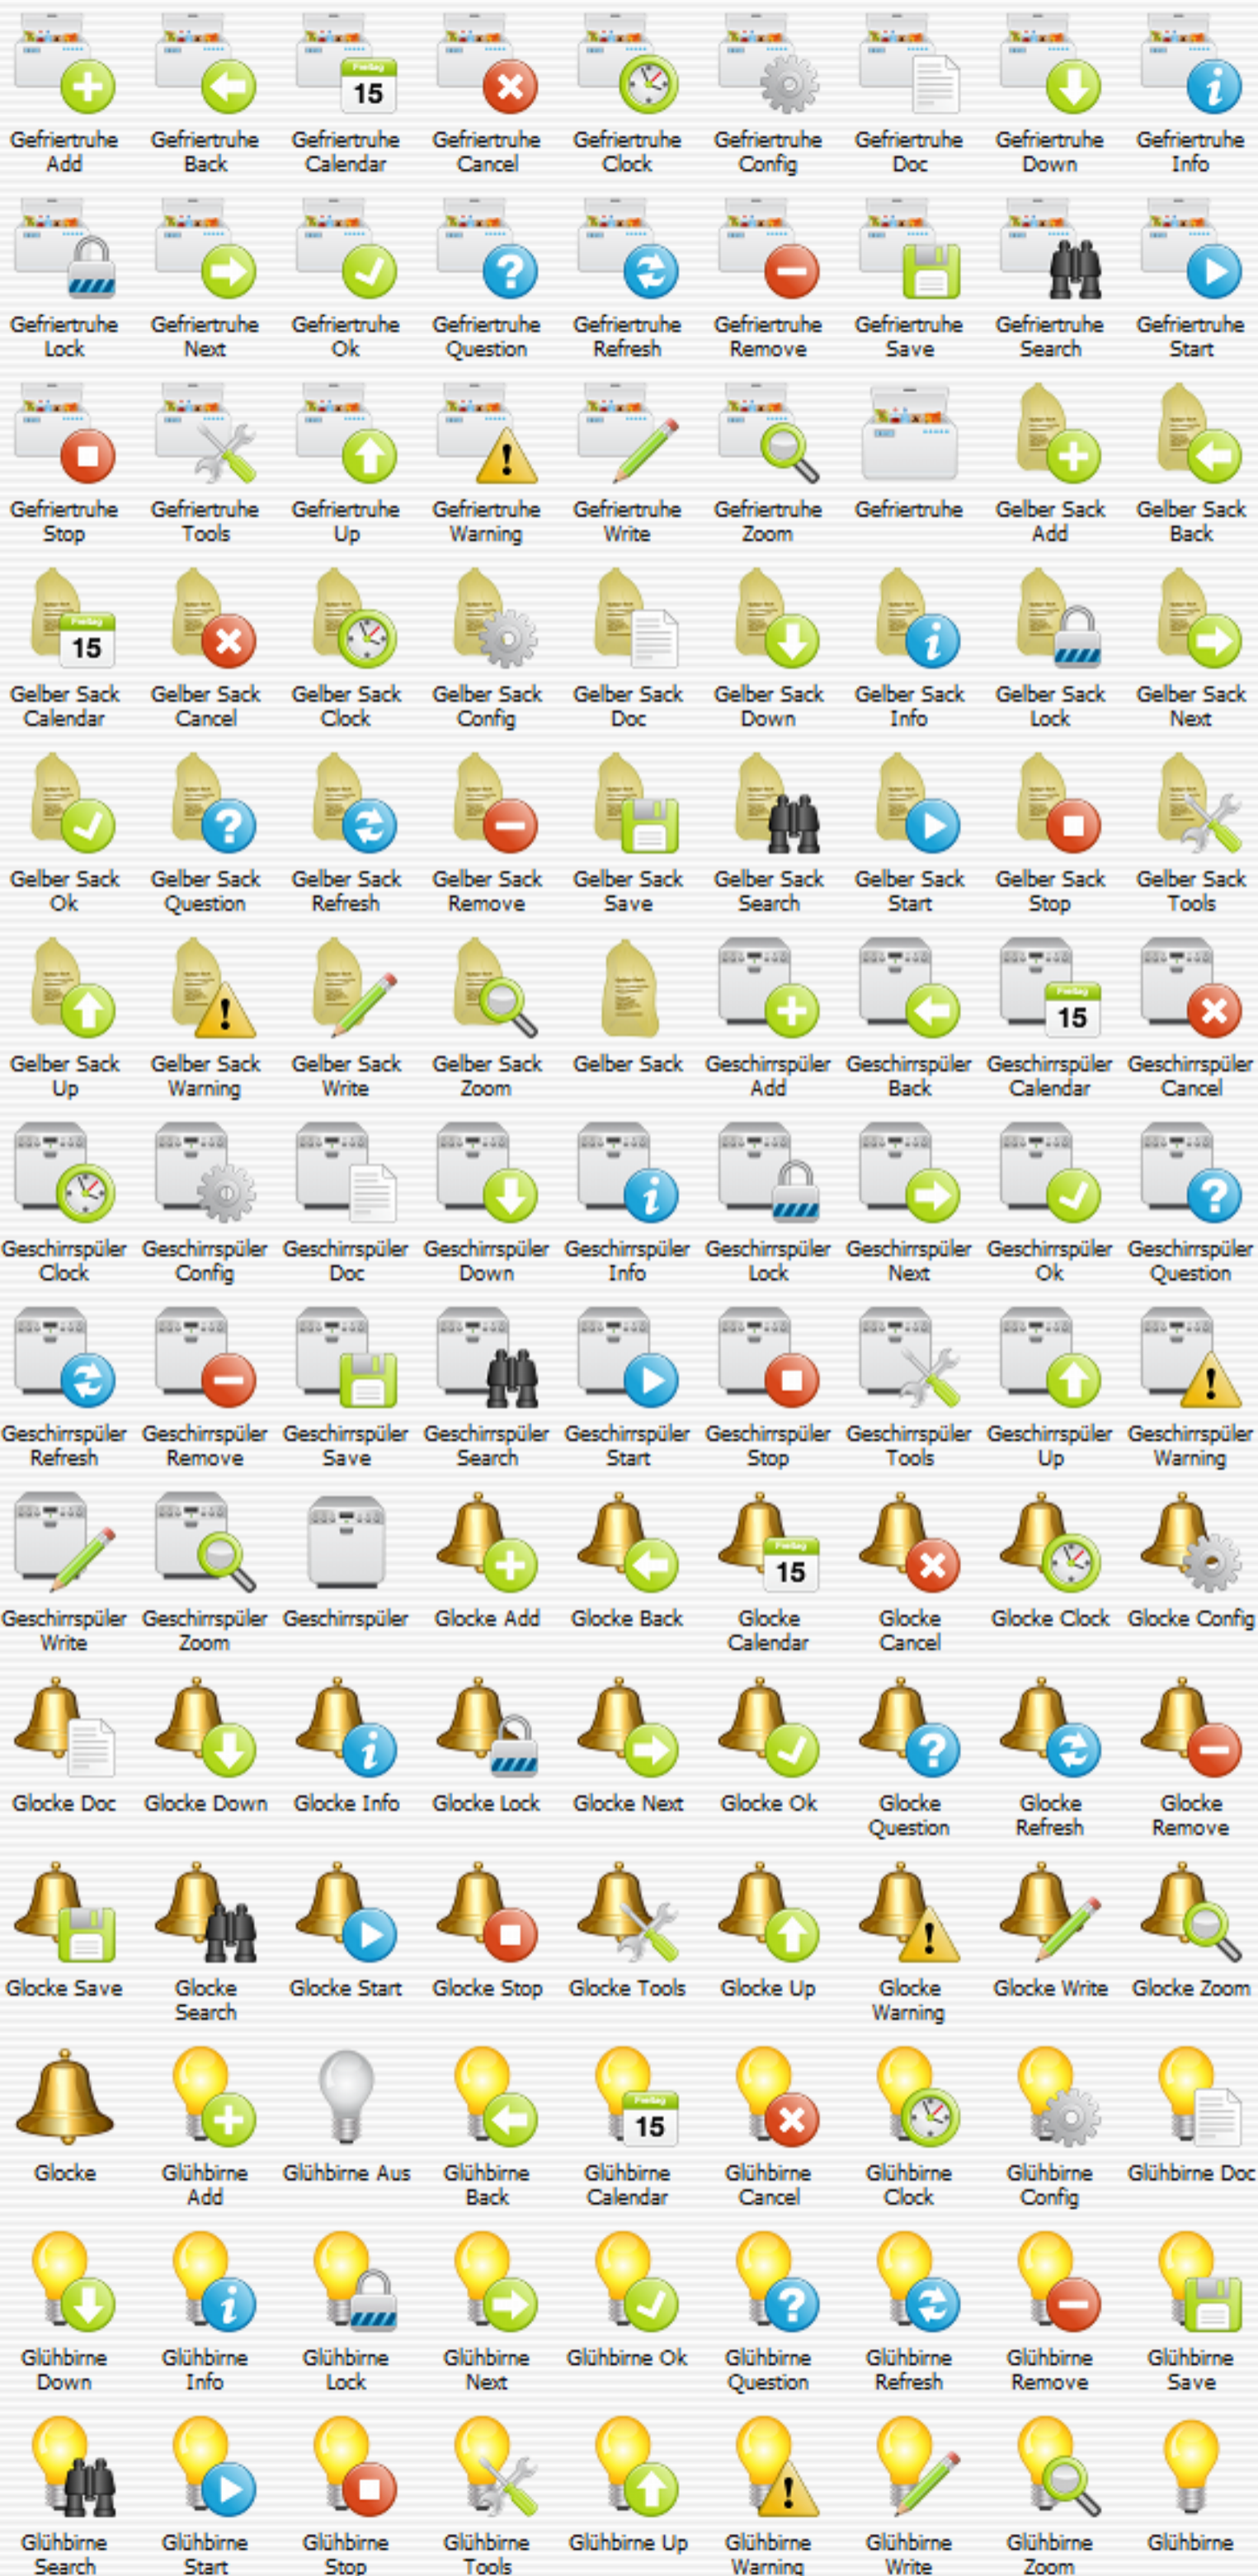 Freitag
15
Gefriertruhe Gefriertruhe Gefriertruhe Gefriertruhe Gefriertruhe Gefriertruhe Gefriertruhe Gefriertruhe Gefriertruhe
Add Back Calendar Cancel Clock Config Doc Down Info
Gefriertruhe Gefriertruhe Gefriertruhe Gefriertruhe Gefriertruhe Gefriertruhe Gefriertruhe Gefriertruhe Gefriertruhe
Lock Next Ok Question Refresh Remove Save Search Start
Gefriertruhe Gefriertruhe Gefriertruhe Gefriertruhe Gefriertruhe Gefriertruhe Gefriertruhe Gelber Sack Gelber Sack
Stop Tools Up Warning Write Zoom Add Back
Freitag
15
Gelber Sack Gelber Sack Gelber Sack Gelber Sack Gelber Sack Gelber Sack Gelber Sack Gelber Sack Gelber Sack
Calendar Cancel Clock Config Doc Down Info Lock Next
Gelber Sack Gelber Sack Gelber Sack Gelber Sack Gelber Sack Gelber Sack Gelber Sack Gelber Sack Gelber Sack
Ok Question Refresh Remove Save Search Start Stop Tools
Freitag
15
Gelber Sack Gelber Sack Gelber Sack Gelber Sack Gelber Sack Geschirrspüler Geschirrspüler Geschirrspüler Geschirrspüler
Up Warning Write Zoom Add Back Calendar Cancel
Geschirrspüler Geschirrspüler Geschirrspüler Geschirrspüler Geschirrspüler Geschirrspüler Geschirrspüler Geschirrspüler Geschirrspüler
Clock Config Doc Down Info Lock Next Ok Question
Geschirrspüler Geschirrspüler Geschirrspüler Geschirrspüler Geschirrspüler Geschirrspüler Geschirrspüler Geschirrspüler Geschirrspüler
Refresh Remove Save Search Start Stop Tools Up Warning
Freitag
15
Geschirrspüler Geschirrspüler Geschirrspüler Glocke Add Glocke Back Glocke Glocke Glocke Clock Glocke Config
Write Zoom Calendar Cancel
Glocke Doc Glocke Down Glocke Info Glocke Lock Glocke Next Glocke Ok Glocke Glocke Glocke
Question Refresh Remove
Glocke Save Glocke Glocke Start Glocke Stop Glocke Tools Glocke Up Glocke Glocke Write Glocke Zoom
Search Warning
Freitag
15
Glocke Glühbirne Glühbirne Aus Glühbirne Glühbirne Glühbirne Glühbirne Glühbirne Glühbirne Doc
Add Back Calendar Cancel Clock Config
Glühbirne Glühbirne Glühbirne Glühbirne Glühbirne Ok Glühbirne Glühbirne Glühbirne Glühbirne
Down Info Lock Next Question Refresh Remove Save
Glühbirne Glühbirne Glühbirne Glühbirne Glühbirne Up Glühbirne Glühbirne Glühbirne Glühbirne
Search Start Stop Tools Warning Write Zoom